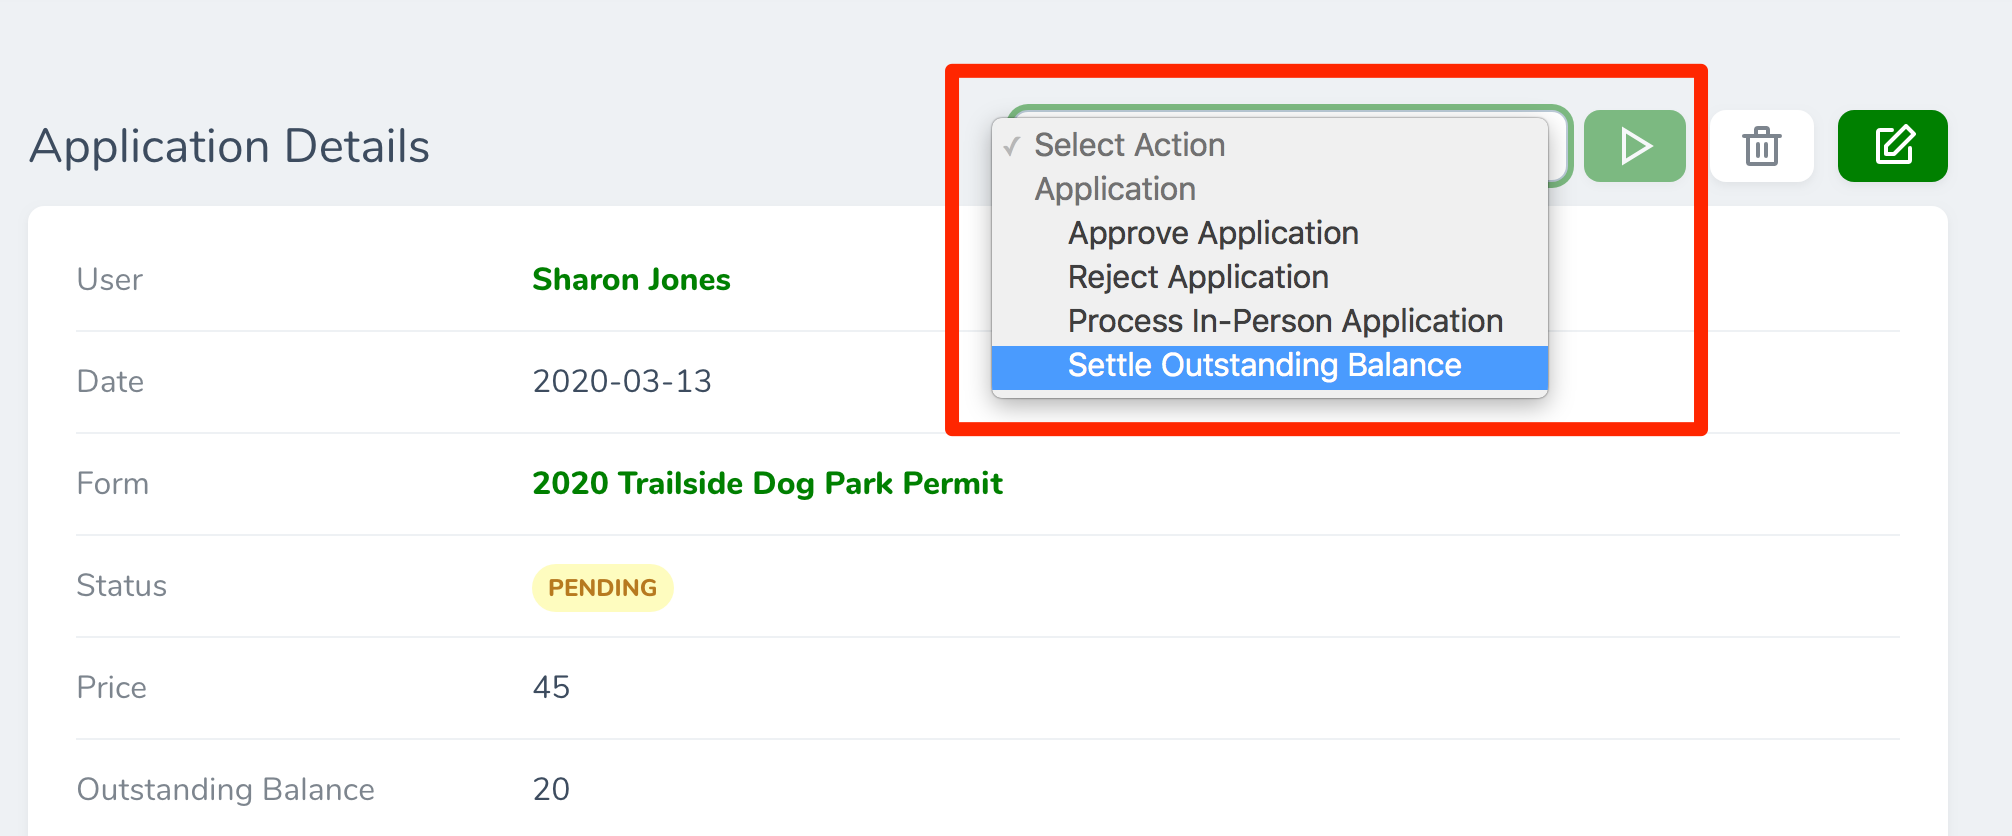 Application Details
Select Action
Application
Approve Application
Reject Application
Process In-Person Application
Settle Outstanding Balance
User Sharon Jones
Date 2020-03-13
Form 2020 Trailside Dog Park Permit
Status PENDING
Price 45
Outstanding Balance 20